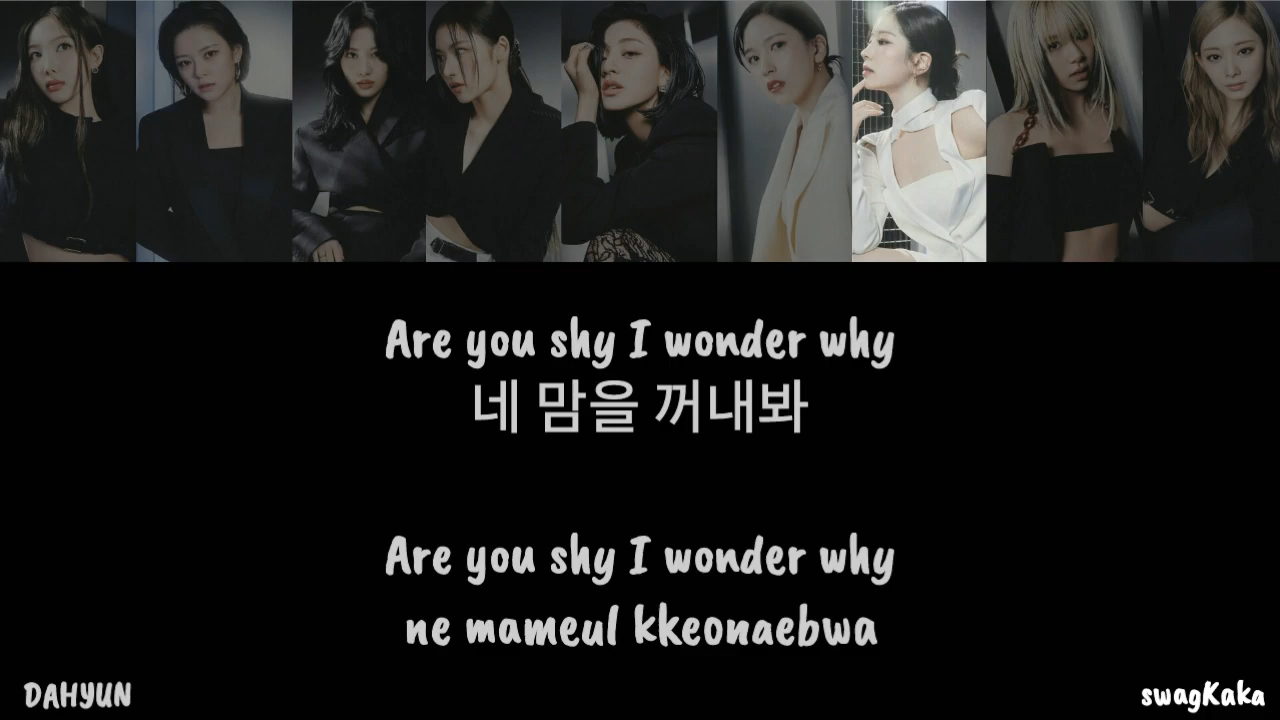 Are you shy I wonder why
네 맘을 꺼내봐
Are you shy I wonder why
ne mameul kkeonaebwa
DAHYUN
swagKaka